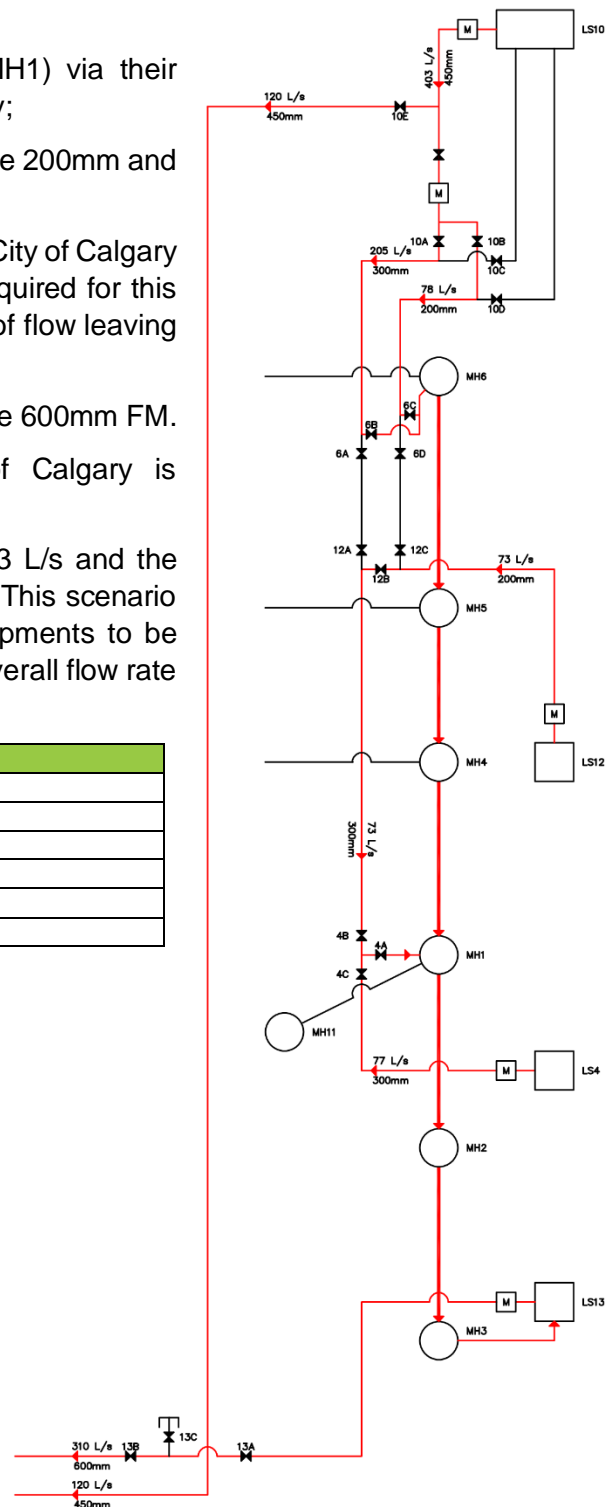 MH1) via their
y;
e 200mm and
City of Calgary
quired for this
of flow leaving
e 600mm FM.
of Calgary is
3 L/s and the
This scenario
opments to be
verall flow rate
M
LS10
403 L/s
450mm
120 L/s
450mm
10E
M
10A
10B
205 L/s
300mm
10C
78 L/s
200mm
10D
MH6
6C
6B
6A
6D
12A
12C
12B
73 L/s
200mm
MH5
M
LS12
MH4
73 L/s
300mm
4B
4A
MH1
4C
MH11
77 L/s
300mm
M
LS4
MH2
M
LS13
MH3
13C
310 L/s
600mm
13B
13A
120 L/s
450mm